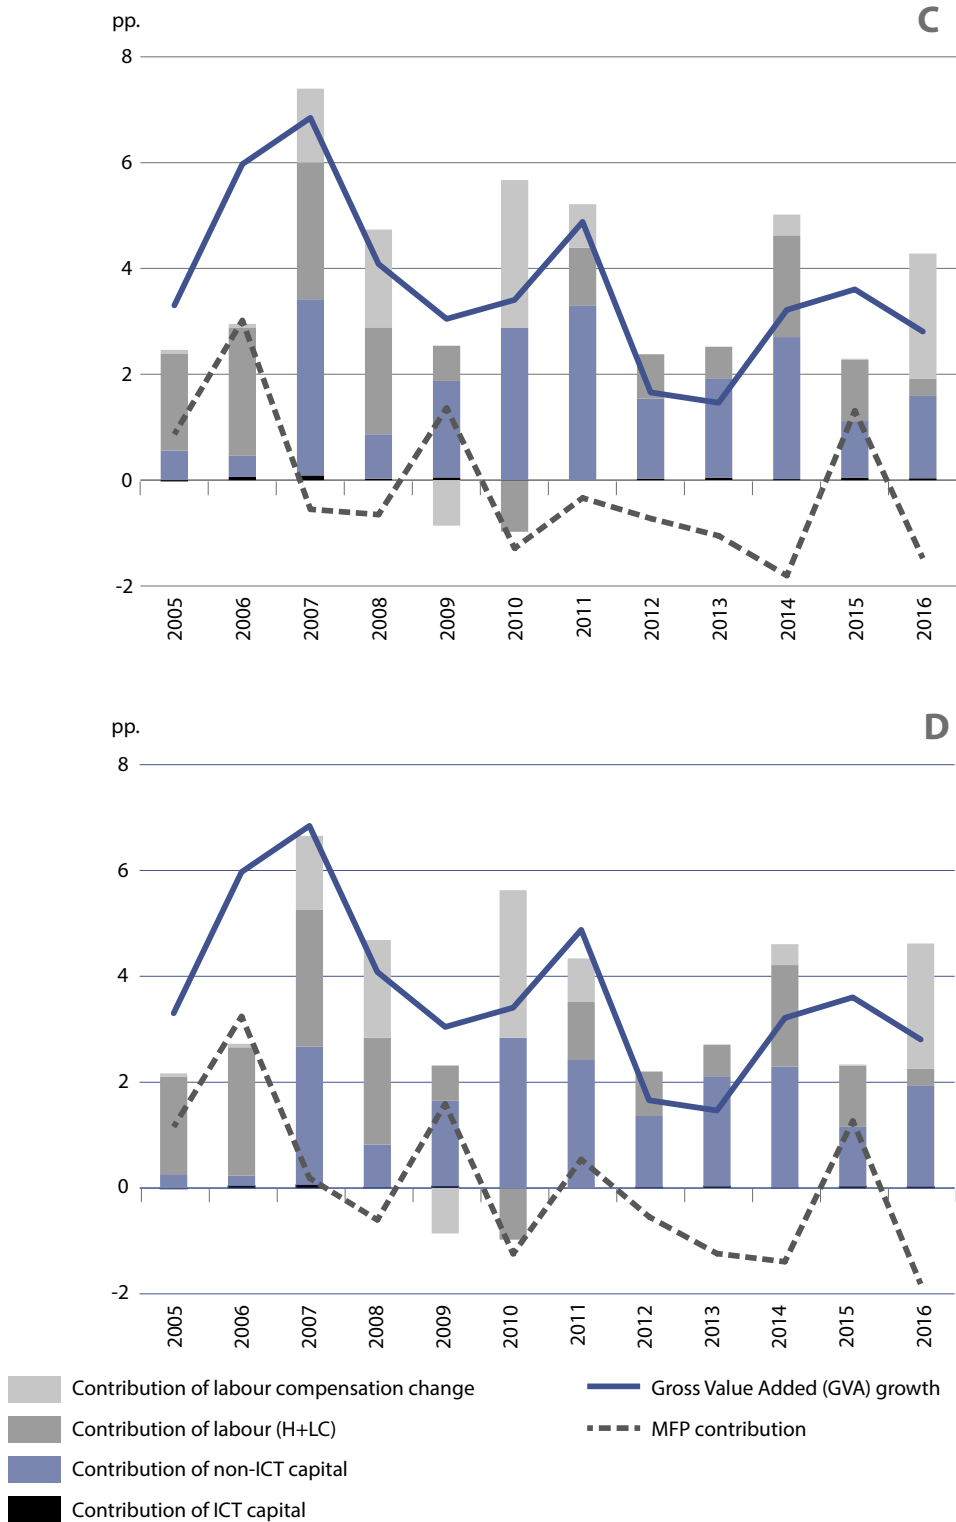 pp.
C
8
6
4
2
0
-2
2005 2006 2007 2008 2009 2010 2011 2012 2013 2014 2015 2016
pp.
D
8
6
4
2
0
-2
2005 2006 2007 2008 2009 2010 2011 2012 2013 2014 2015 2016
Contribution of labour compensation change
Contribution of labour (H+LC)
Contribution of non-ICT capital
Contribution of ICT capital
Gross Value Added (GVA) growth
MFP contribution